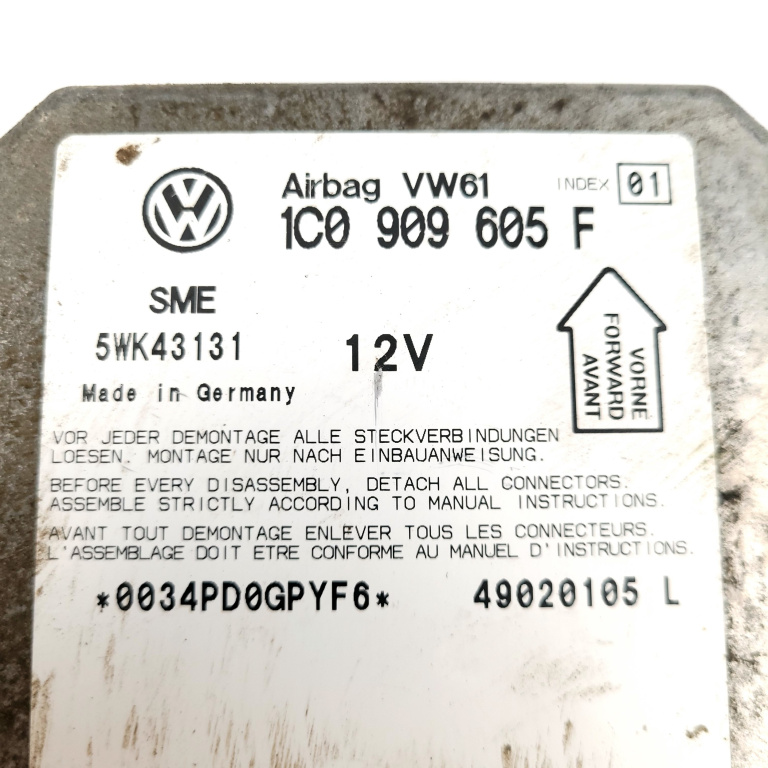 Airbag VW61 INDEX 01
1C0 909 605 F
SME
5WK43131 12V
Made in Germany
VORNE
FORWARD
AVANT
VOR JEDER DEMONTAGE ALLE STECKVERBINDUNGEN
LOESEN. MONTAGE NUR NACH EINBAUANWEISUNG.
BEFORE EVERY DISASSEMBLY, DETACH ALL CONNECTORS.
ASSEMBLE STRICTLY ACCORDING TO MANUAL INSTRUCTIONS.
AVANT TOUT DEMONTAGE ENLEVER TOUS LES CONNECTEURS.
L'ASSEMBLAGE DOIT ETRE CONFORME AU MANUEL D'INSTRUCTIONS.
*0034PD0GPYF6* 49020105 L